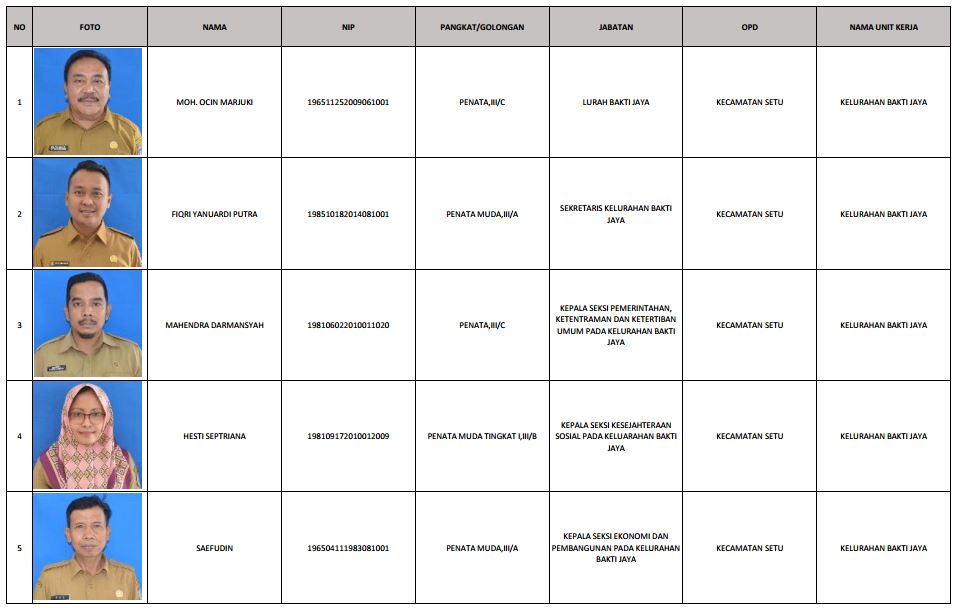 NO FOTO NAMA NIP PANGKAT/GOLONGAN JABATAN OPD NAMA UNIT KERJA
1 MOH. OCIN MARJUKI 196511252009061001 PENATA,III/C LURAH BAKTI JAYA KECAMATAN SETU KELURAHAN BAKTI JAYA
2 FIQRI YANUARDI PUTRA 198510182014081001 PENATA MUDA,III/A SEKRETARIS KELURAHAN BAKTI
JAYA KECAMATAN SETU KELURAHAN BAKTI JAYA
3 MAHENDRA DARMANSYAH 198106022010011020 PENATA,III/C KEPALA SEKSI PEMERINTAHAN,
KETENTRAMAN DAN KETERTIBAN
UMUM PADA KELURAHAN BAKTI
JAYA KECAMATAN SETU KELURAHAN BAKTI JAYA
4 HESTI SEPTRIANA 198109172010012009 PENATA MUDA TINGKAT I,III/B KEPALA SEKSI KESEJAHTERAAN
SOSIAL PADA KELUARAHAN BAKTI
JAYA KECAMATAN SETU KELURAHAN BAKTI JAYA
5 SAEFUDIN 196504111983081001 PENATA MUDA,III/A KEPALA SEKSI EKONOMI DAN
PEMBANGUNAN PADA KELURAHAN
BAKTI JAYA KECAMATAN SETU KELURAHAN BAKTI JAYA